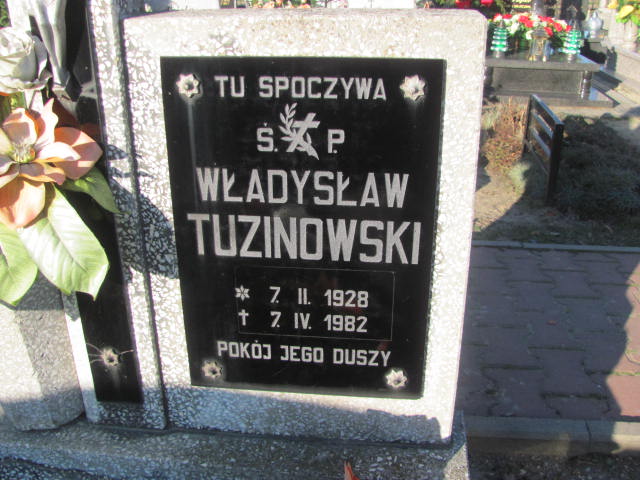 TU SPOCZYWA
Ś. P.
WŁADYSŁAW
TUZINOWSKI
* 7. II. 1928
† 7. IV. 1982
POKÓJ JEGO DUSZY